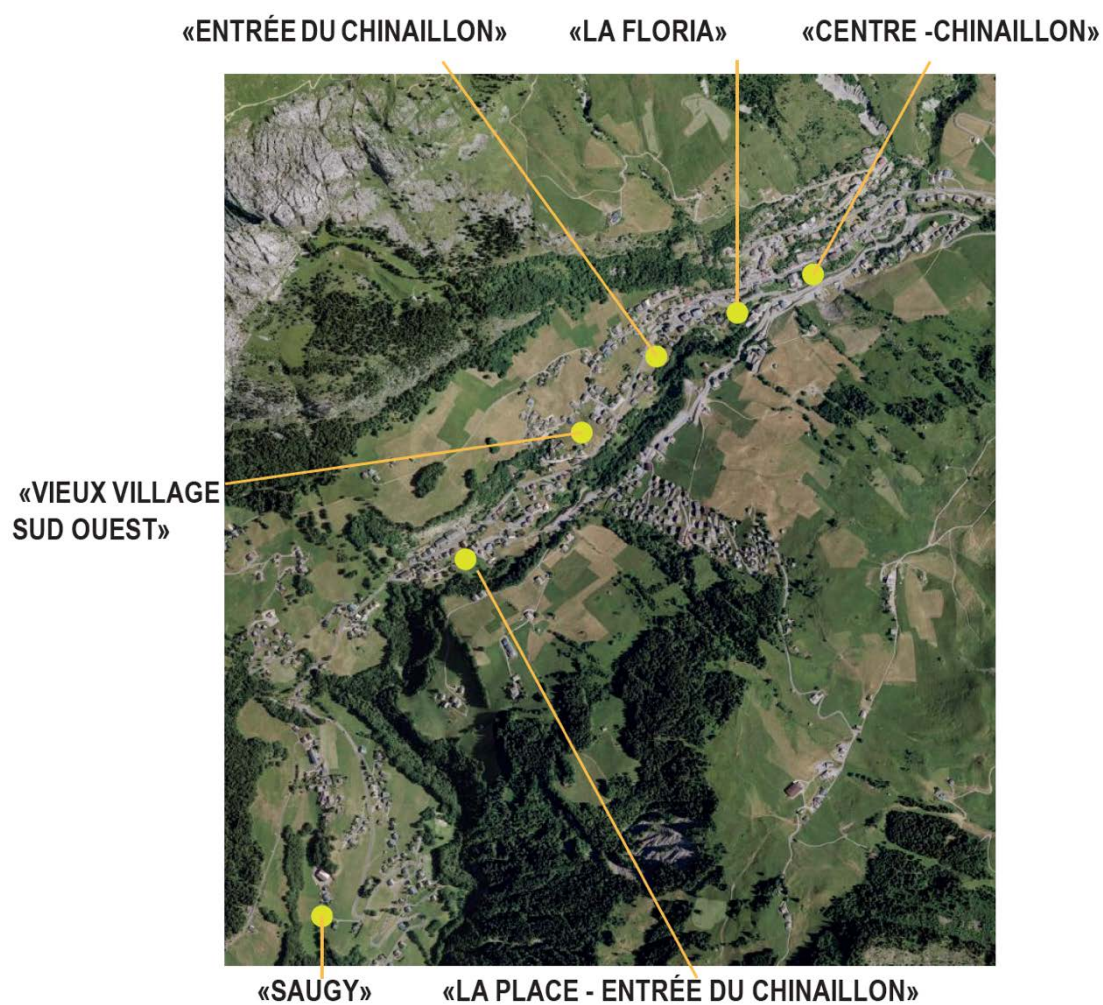 «ENTRÉE DU CHINAILLON»
«LA FLORIA»
«CENTRE -CHINAILLON»
«VIEUX VILLAGE
SUD OUEST»
«SAUGY»
«LA PLACE - ENTRÉE DU CHINAILLON»